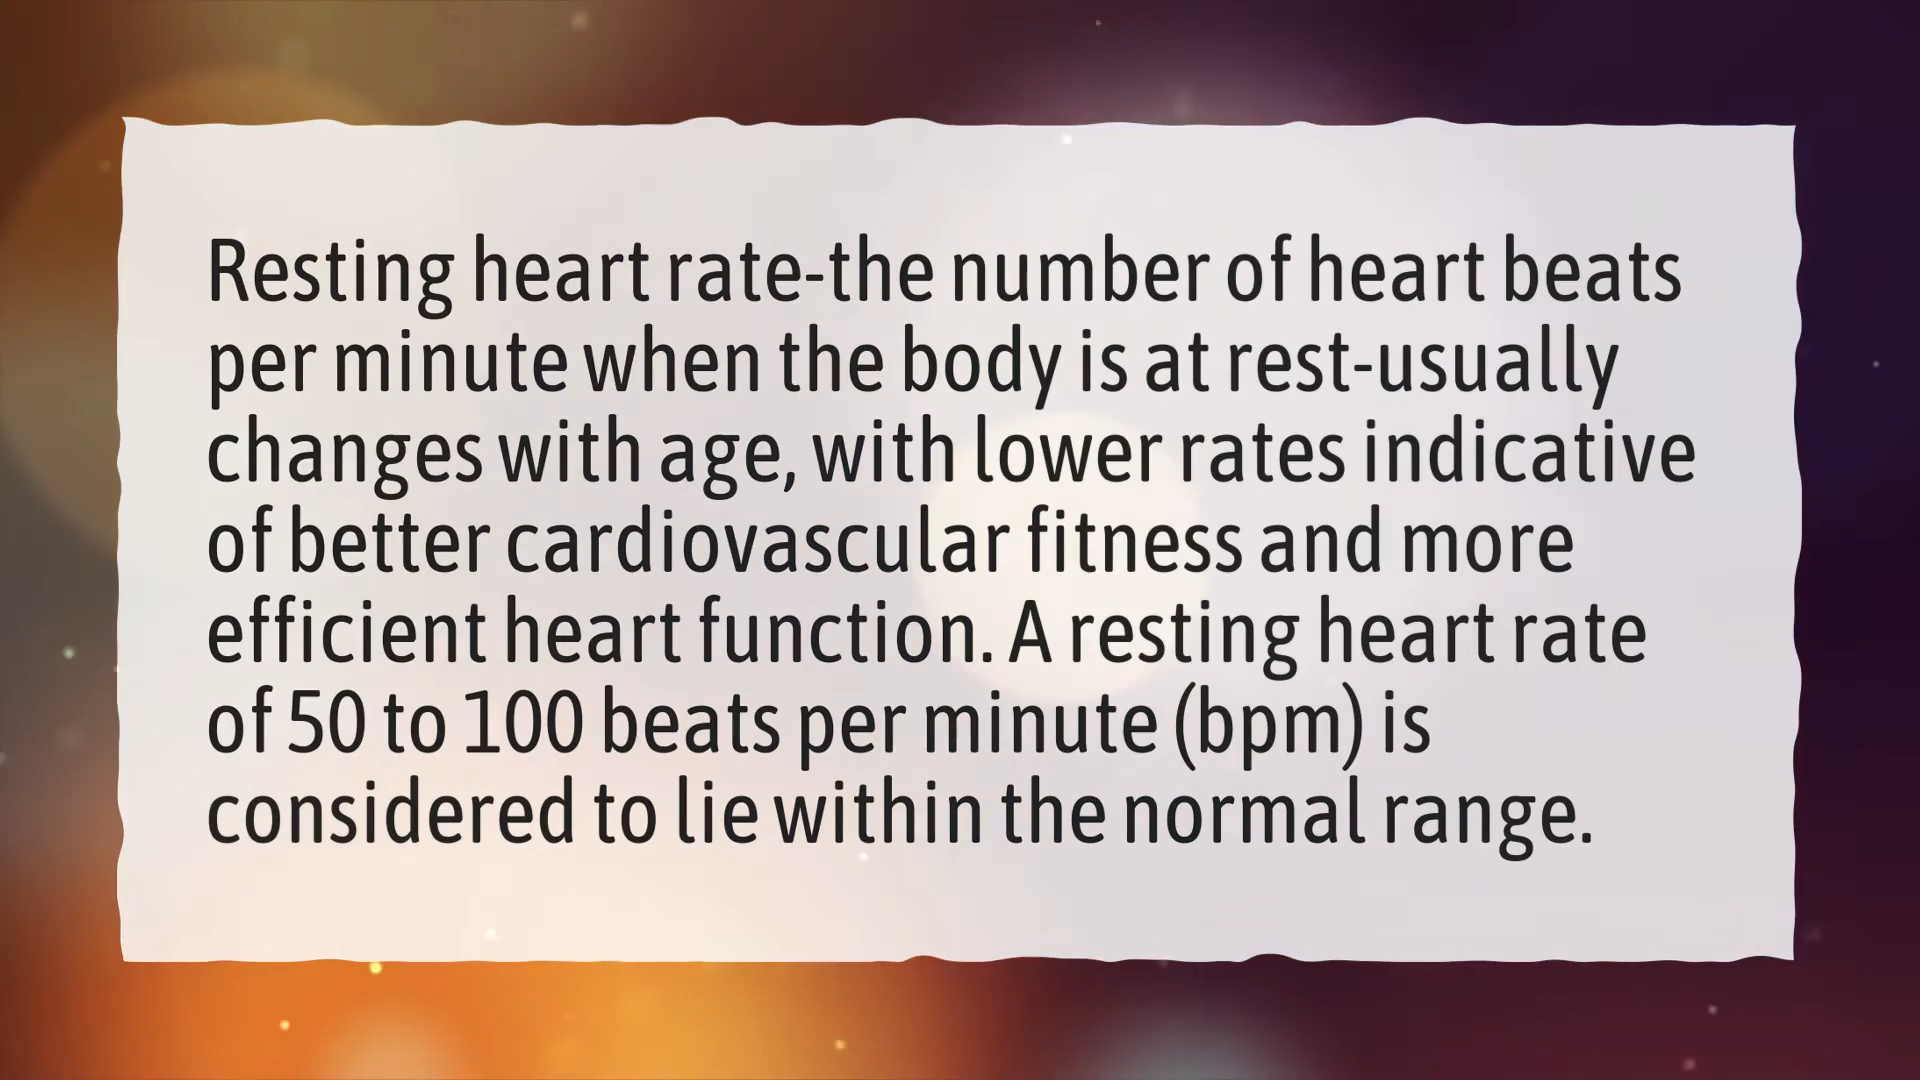 Resting heart rate-the number of heart beats
per minute when the body is at rest-usually
changes with age, with lower rates indicative
of better cardiovascular fitness and more
efficient heart function. A resting heart rate
of 50 to 100 beats per minute (bpm) is
considered to lie within the normal range.